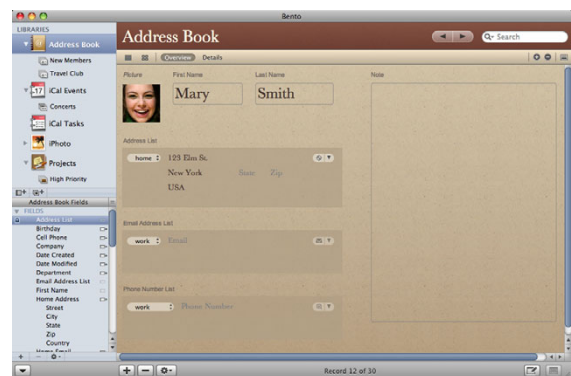 Bento
LIBRARIES
Address Book
New Members
Travel Club
iCal Events
17
Concerts
iCal Tasks
iPhoto
Projects
High Priority
Address Book Fields
FIELDS
Address List
Birthday
Cell Phone
Company
Date Created
Date Modified
Department
Email Address List
First Name
Home Address
Street
City
State
Zip
Country
Home Email
Address Book
Search
Overview Details
Picture First Name Last Name Note
Mary Smith
Address List
home 123 Elm St.
New York State Zip
USA
Email Address List
work Email
Phone Number List
work Phone Number
Record 12 of 30